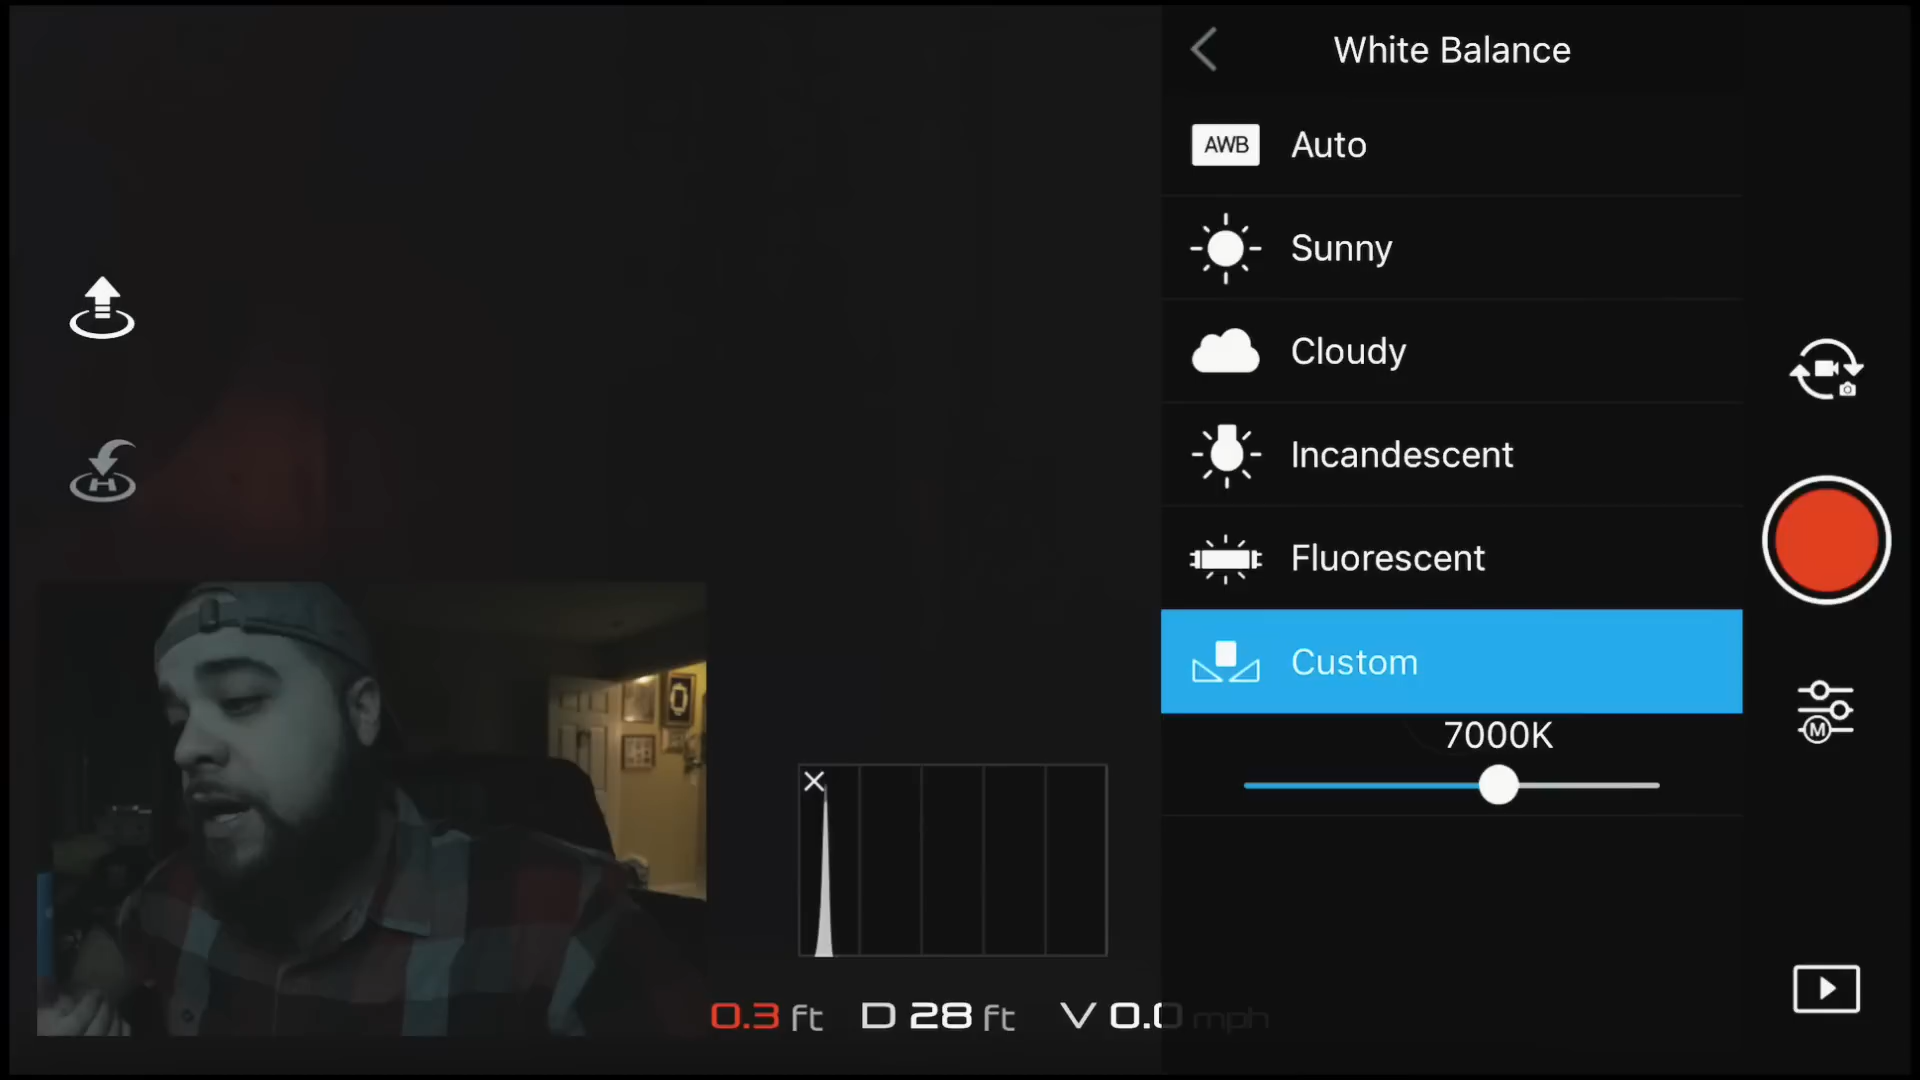 White Balance
AWB Auto
Sunny
Cloudy
Incandescent
Fluorescent
Custom
7000K
M
H
0.3 ft D 28 ft V 0.0 mph